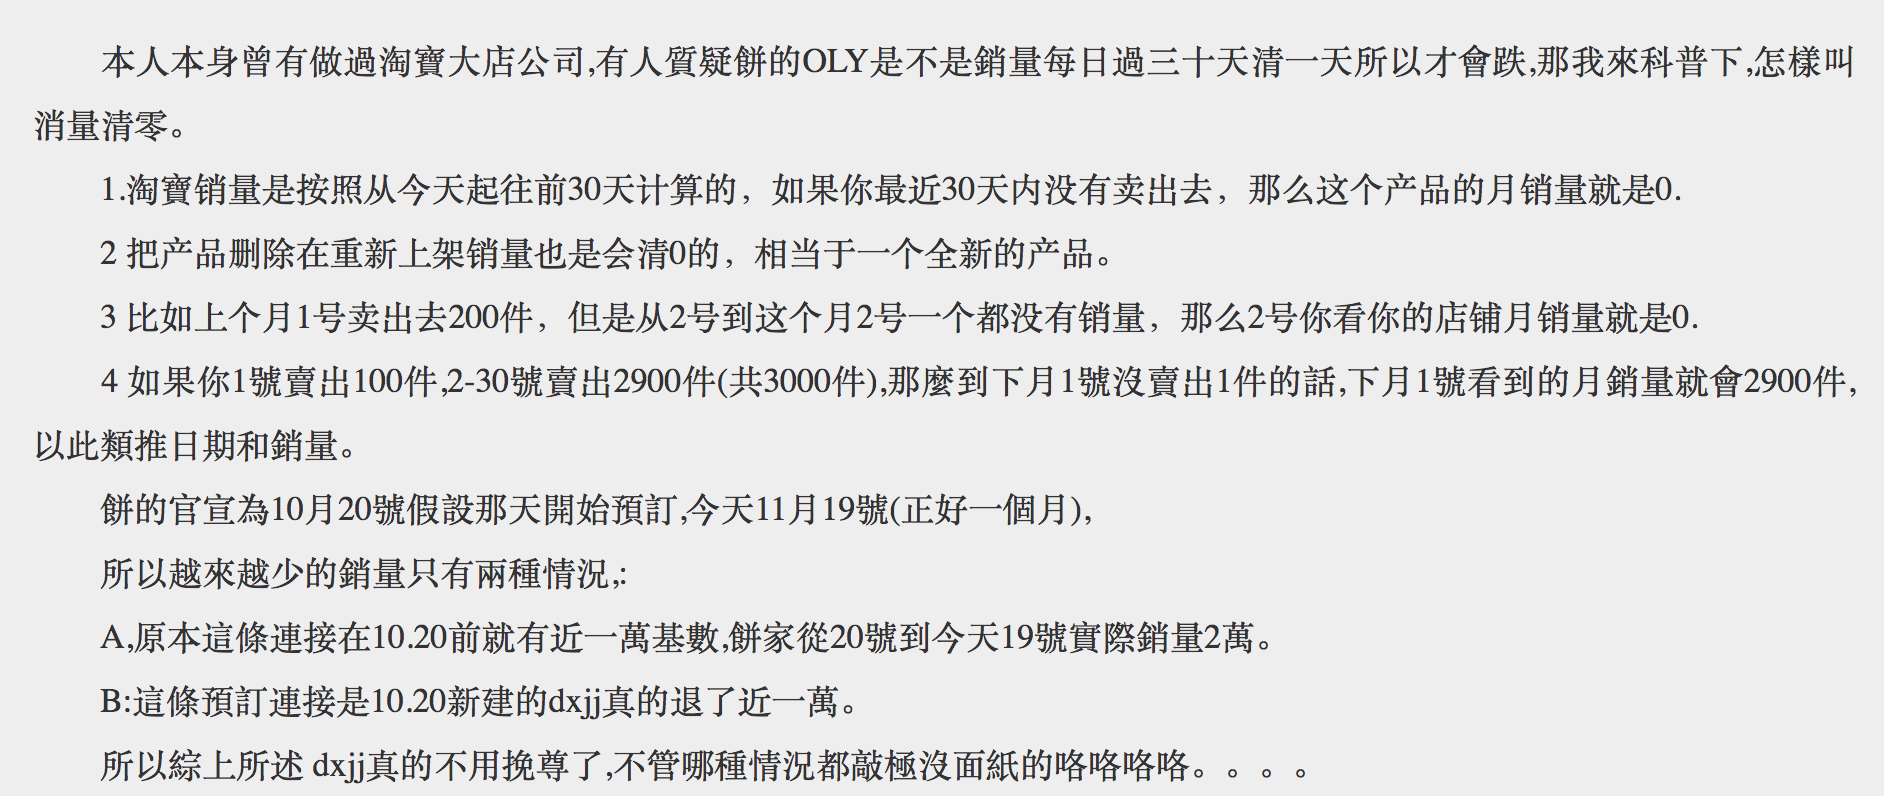 本人本身曾有做過淘寶大店公司,有人質疑餅的OLY是不是銷量每日過三十天清一天所以才會跌,那我來科普下,怎樣叫
消量清零。
1.淘寶销量是按照从今天起往前30天计算的，如果你最近30天内没有卖出去，那么这个产品的月销量就是0.
2 把产品删除在重新上架销量也是会清0的，相当于一个全新的产品。
3 比如上个月1号卖出去200件，但是从2号到这个月2号一个都没有销量，那么2号你看你的店铺月销量就是0.
4 如果你1號賣出100件,2-30號賣出2900件(共3000件),那麼到下月1號沒賣出1件的話,下月1號看到的月銷量就會2900件,
以此類推日期和銷量。
餅的官宣為10月20號假設那天開始預訂,今天11月19號(正好一個月),
所以越來越少的銷量只有兩種情況,:
A,原本這條連接在10.20前就有近一萬基數,餅家從20號到今天19號實際銷量2萬。
B:這條預訂連接是10.20新建的dxjj真的退了近一萬。
所以綜上所述 dxjj真的不用挽尊了,不管哪種情況都敲極沒面紙的咯咯咯咯。。。。